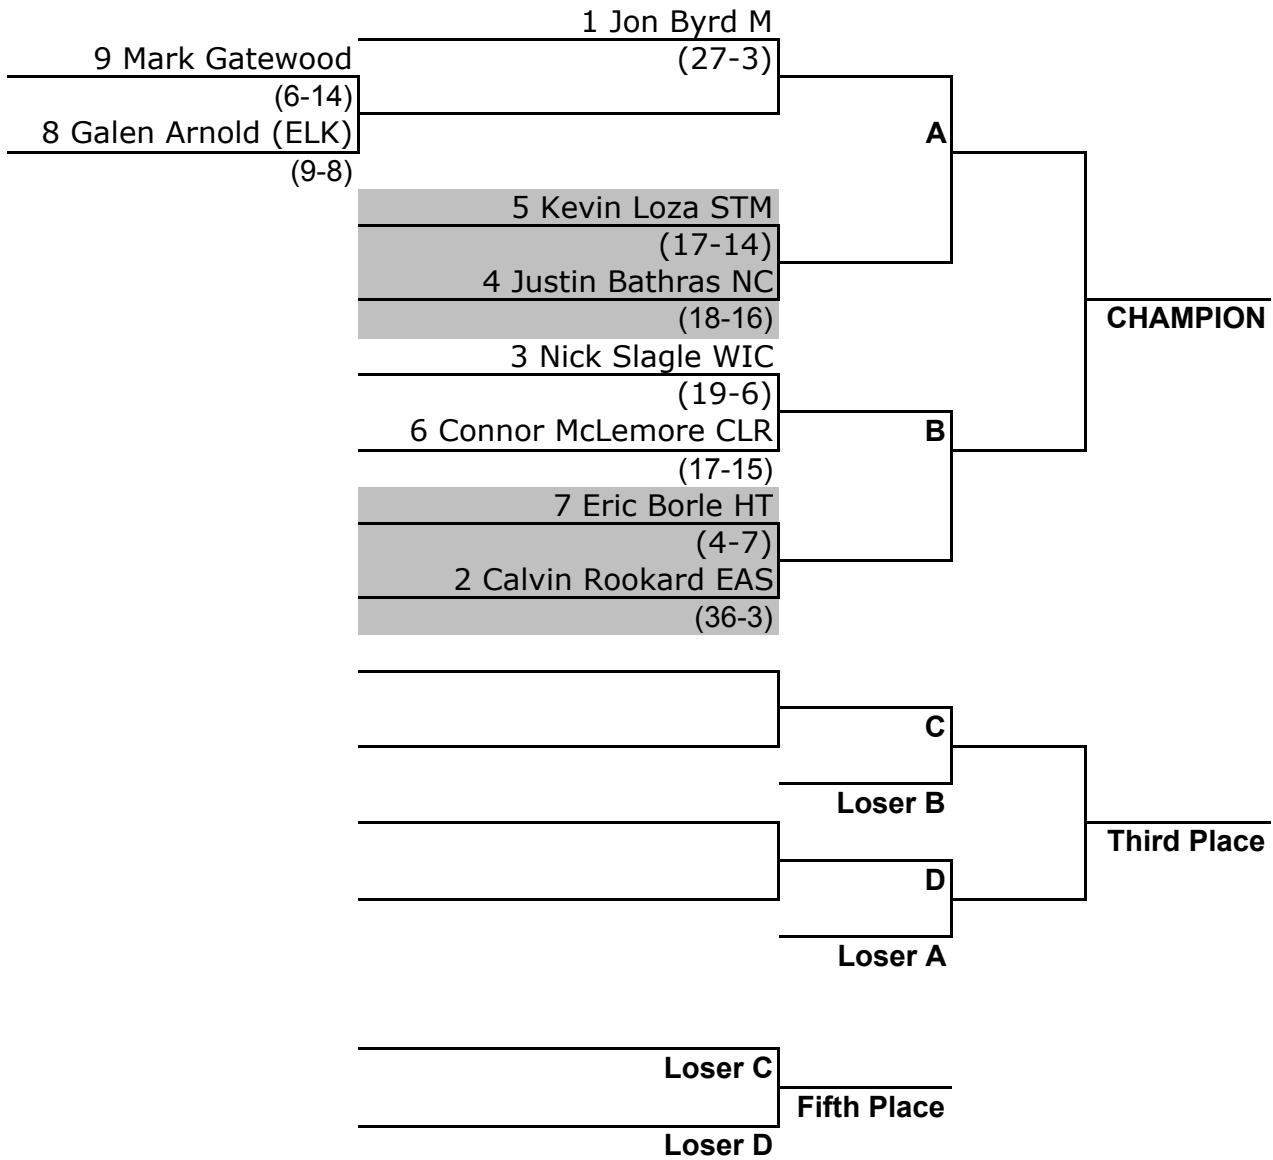 1 Jon Byrd M
9 Mark Gatewood
(27-3)
(6-14)
8 Galen Arnold (ELK)
A
(9-8)
5 Kevin Loza STM
(17-14)
4 Justin Bathras NC
(18-16)
CHAMPION
3 Nick Slagle WIC
(19-6)
6 Connor McLemore CLR
B
(17-15)
7 Eric Borle HT
(4-7)
2 Calvin Rookard EAS
(36-3)
C
Loser B
Third Place
D
Loser A
Loser C
Fifth Place
Loser D